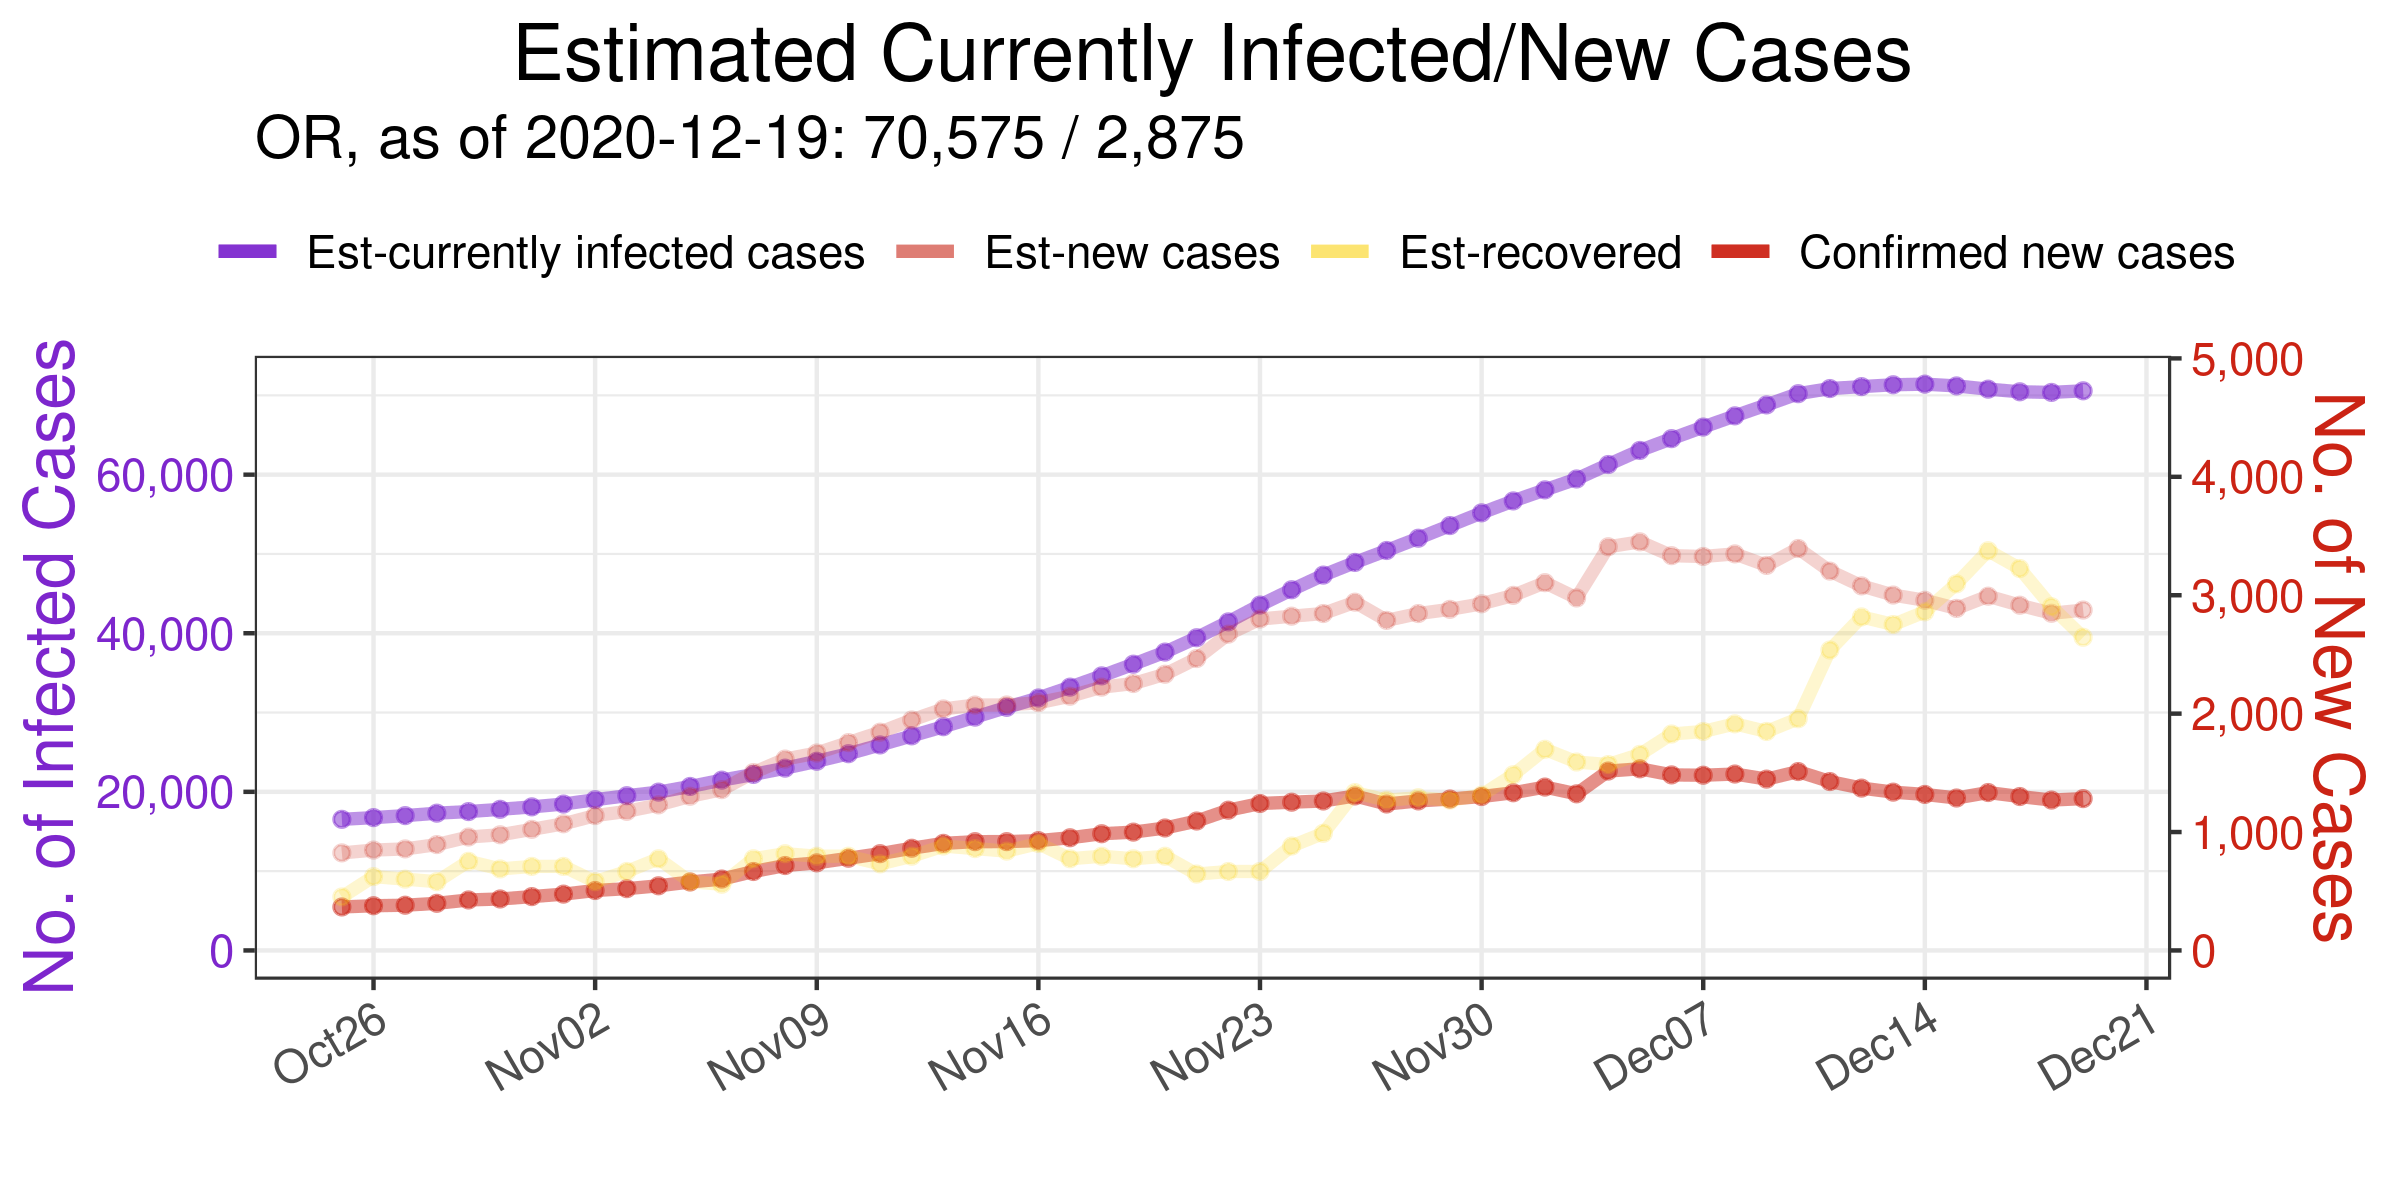 Estimated Currently Infected/New Cases
OR, as of 2020-12-19: 70,575 / 2,875
Est-currently infected cases Est-new cases Est-recovered Confirmed new cases
No. of Infected Cases
60,000
40,000
20,000
0
5,000
4,000
3,000
2,000
1,000
0
No. of New Cases
Oct26 Nov02 Nov09 Nov16 Nov23 Nov30 Dec07 Dec14 Dec21